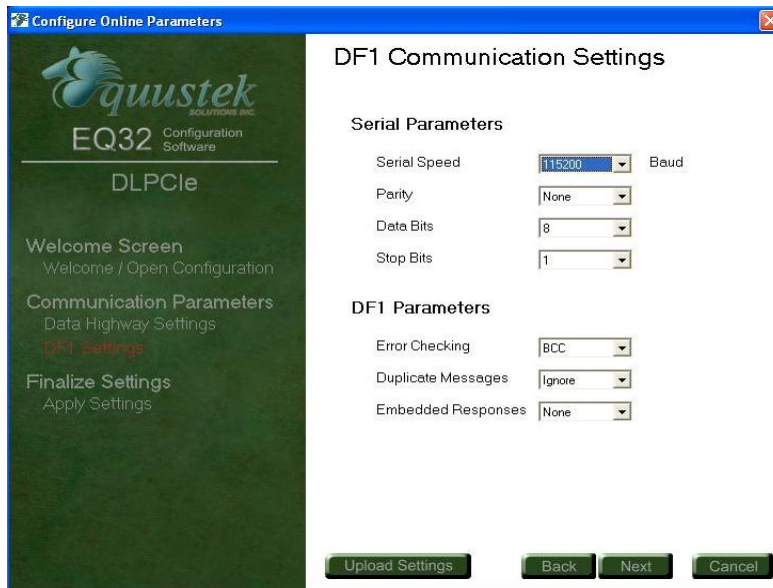 Configure Online Parameters
Equustek
SOLUTIONS INC.
EQ32 Configuration Software
DLPCIe
Welcome Screen
Welcome / Open Configuration
Communication Parameters
Data Highway Settings
DF1 Settings
Finalize Settings
Apply Settings
DF1 Communication Settings
Serial Parameters
Serial Speed 115200 Baud
Parity None
Data Bits 8
Stop Bits 1
DF1 Parameters
Error Checking BCC
Duplicate Messages Ignore
Embedded Responses None
Upload Settings Back Next Cancel